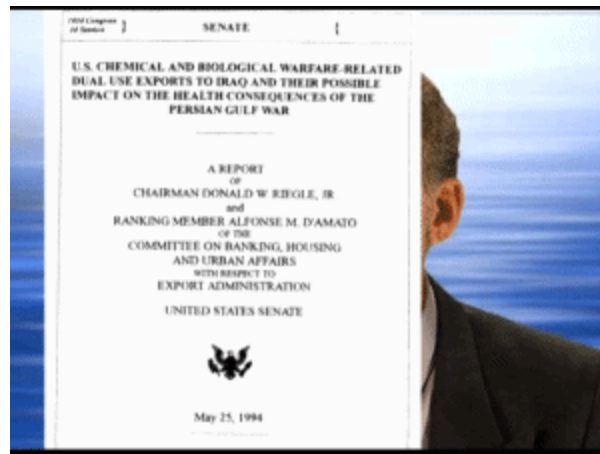 SENATE
U.S. CHEMICAL AND BIOLOGICAL WARFARE-RELATED
DUAL USE EXPORTS TO IRAQ AND THEIR POSSIBLE
IMPACT ON THE HEALTH CONSEQUENCES OF THE
PERSIAN GULF WAR
A REPORT
OF
CHAIRMAN DONALD W. RIEGLE, JR
and
RANKING MEMBER ALFONSE M. D'AMATO
OF THE
COMMITTEE ON BANKING, HOUSING
AND URBAN AFFAIRS
WITH RESPECT TO
EXPORT ADMINISTRATION
UNITED STATES SENATE
May 25, 1994